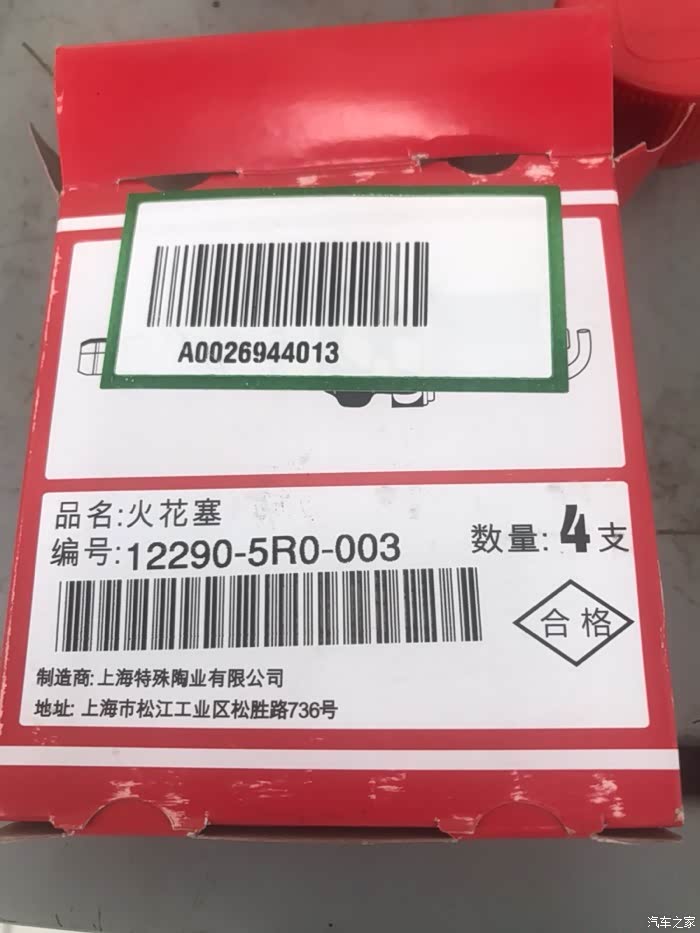 A0026944013
品名:火花塞
编号:12290-5R0-003
数量:4支
合格
制造商:上海特殊陶业有限公司
地址:上海市松江工业区松胜路736号
汽车之家